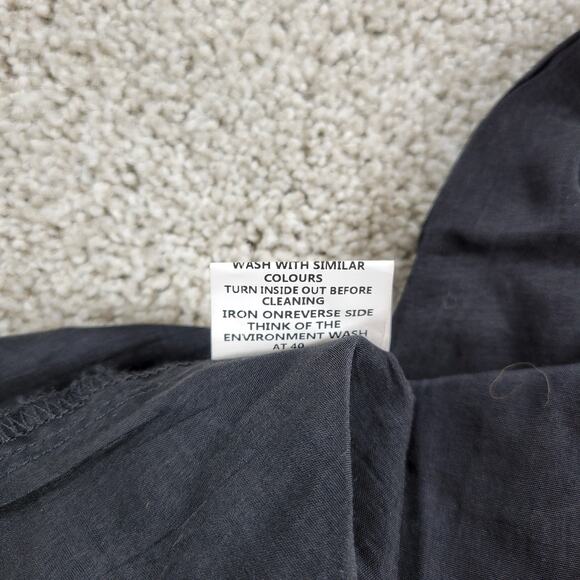 WASH WITH SIMILAR
COLOURS
TURN INSIDE OUT BEFORE
CLEANING
IRON ONREVERSE SIDE
THINK OF THE
ENVIRONMENT WASH
AT 40